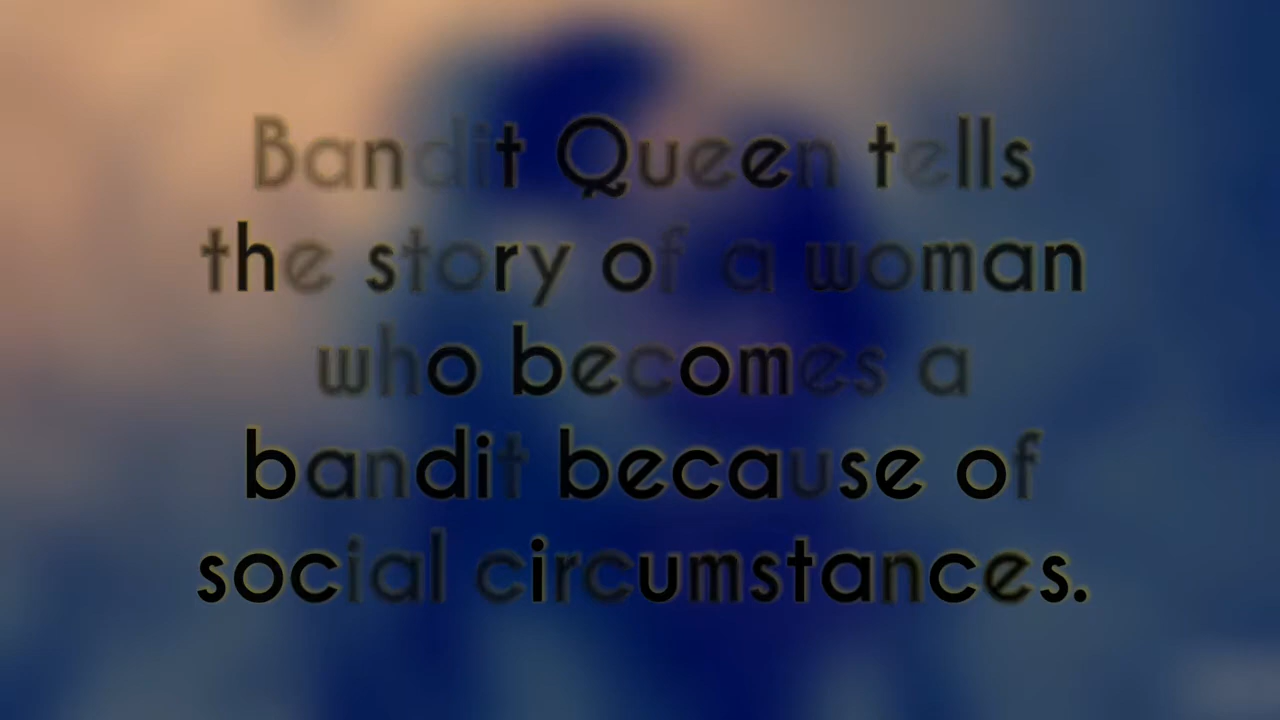 Bandit Queen tells
the story of a woman
who becomes a
bandit because of
social circumstances.